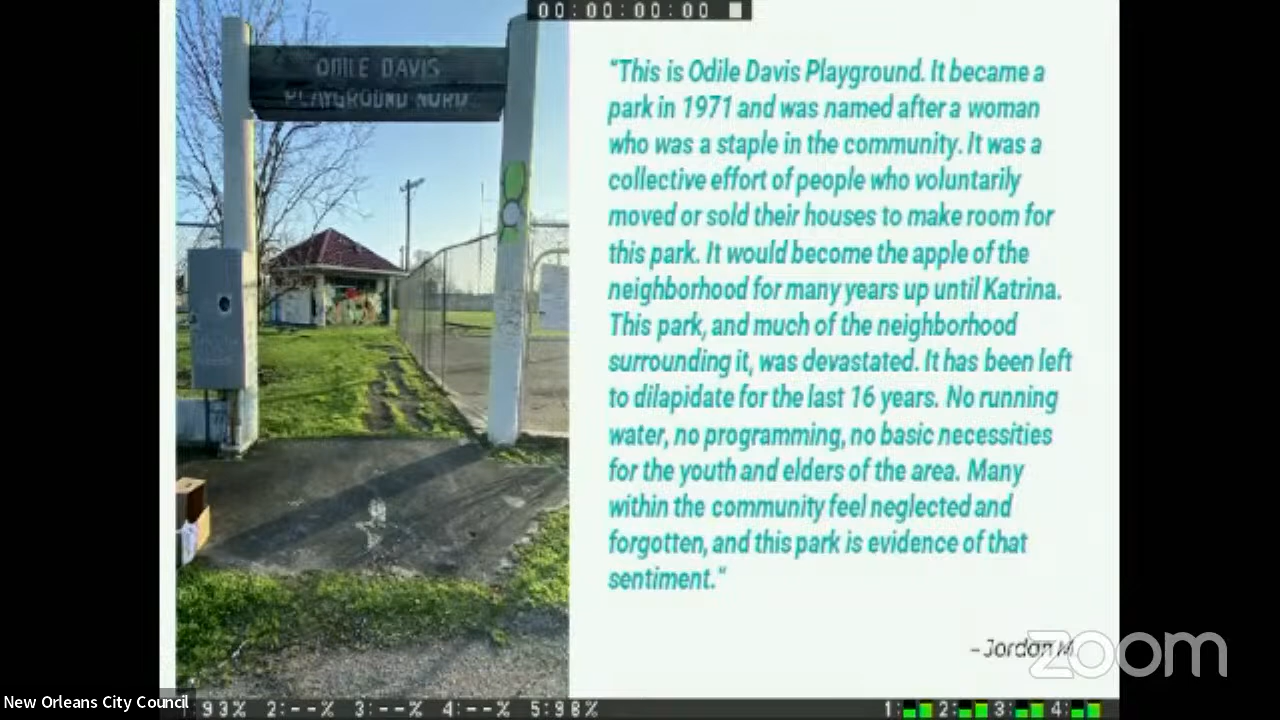 00:00:00:00
ODILE DAVIS
PLAYGROUND NORD
"This is Odile Davis Playground. It became a
park in 1971 and was named after a woman
who was a staple in the community. It was a
collective effort of people who voluntarily
moved or sold their houses to make room for
this park. It would become the apple of the
neighborhood for many years up until Katrina.
This park, and much of the neighborhood
surrounding it, was devastated. It has been left
to dilapidate for the last 16 years. No running
water, no programming, no basic necessities
for the youth and elders of the area. Many
within the community feel neglected and
forgotten, and this park is evidence of that
sentiment."
- Jordan M.
zoom
New Orleans City Council
1:93% 2:--% 3:--% 4:--% 5:98% 1: 2: 3: 4: